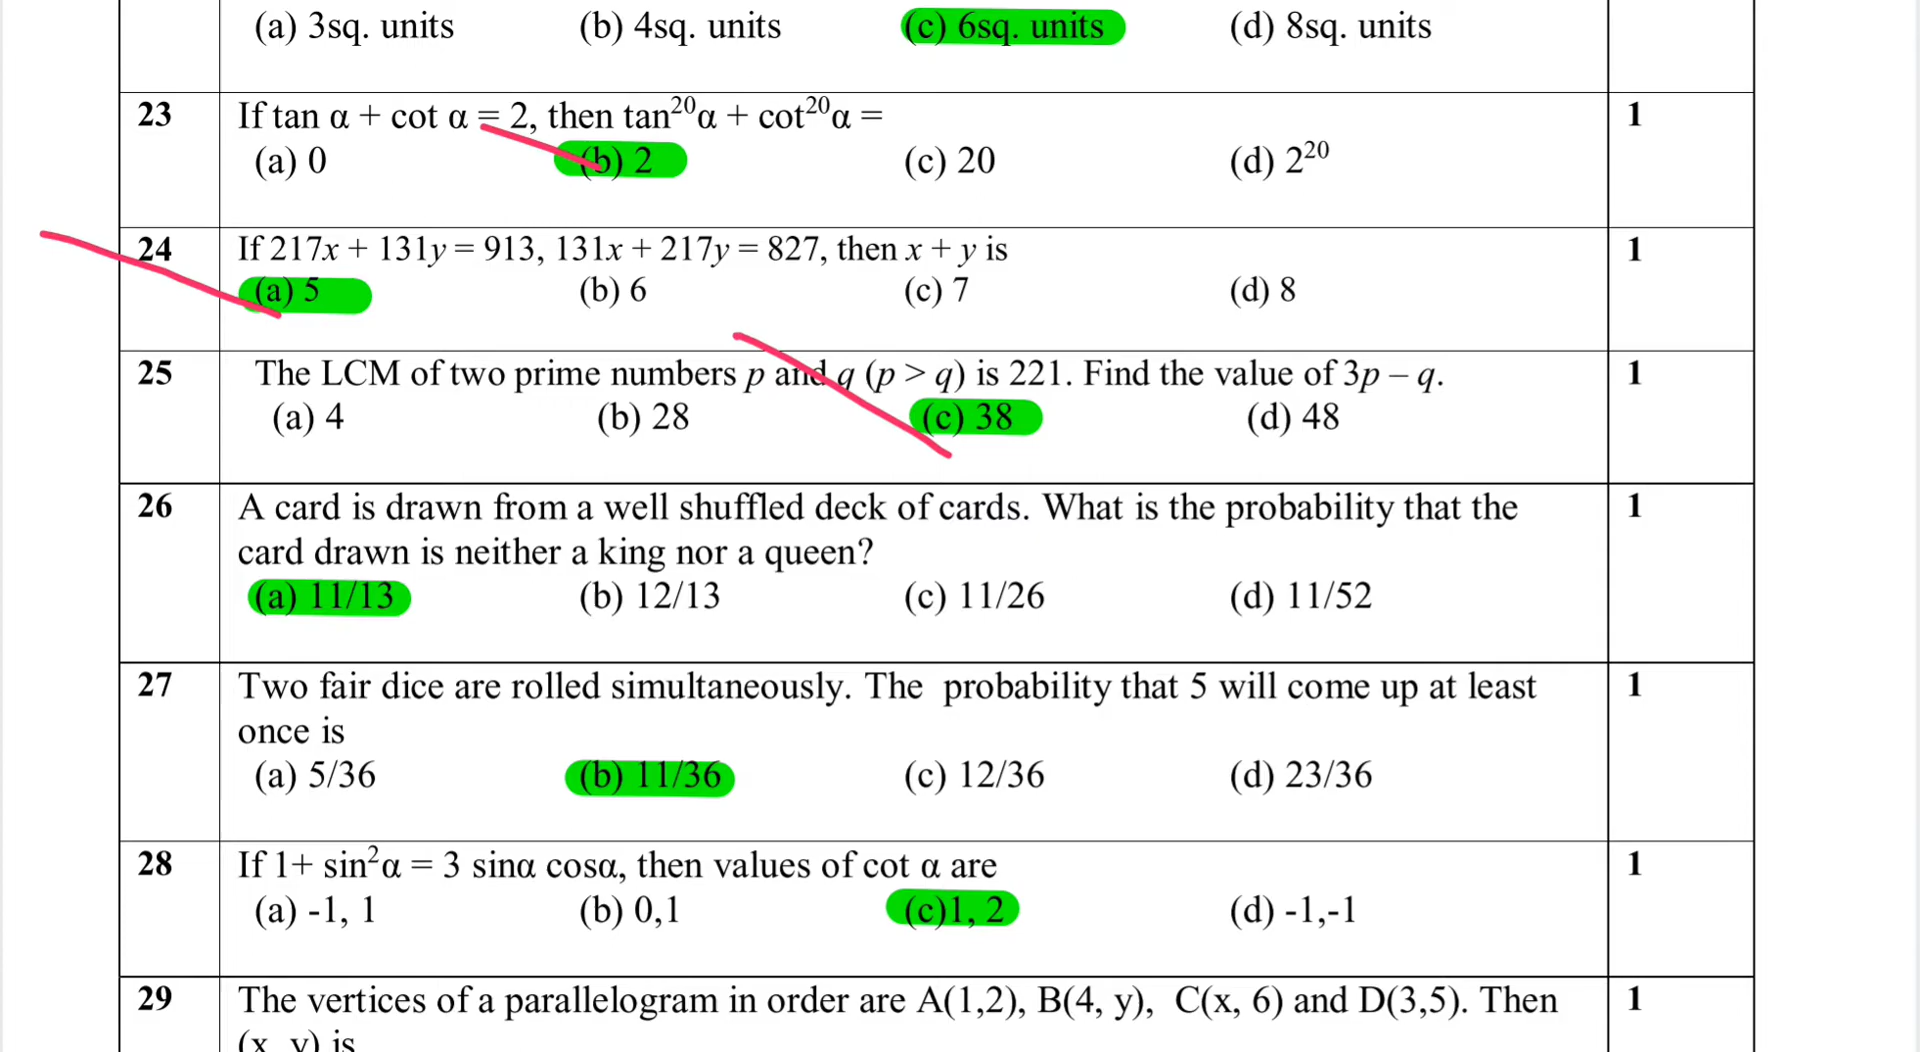 (a) 3sq. units (b) 4sq. units (c) 6sq. units (d) 8sq. units
23 If tan α + cot α = 2, then tan²⁰α + cot²⁰α = 1
(a) 0 (b) 2 (c) 20 (d) 2²⁰
24 If 217x + 131y = 913, 131x + 217y = 827, then x + y is 1
(a) 5 (b) 6 (c) 7 (d) 8
25 The LCM of two prime numbers p and q (p > q) is 221. Find the value of 3p – q. 1
(a) 4 (b) 28 (c) 38 (d) 48
26 A card is drawn from a well shuffled deck of cards. What is the probability that the 1
card drawn is neither a king nor a queen?
(a) 11/13 (b) 12/13 (c) 11/26 (d) 11/52
27 Two fair dice are rolled simultaneously. The probability that 5 will come up at least 1
once is
(a) 5/36 (b) 11/36 (c) 12/36 (d) 23/36
28 If 1+ sin²α = 3 sinα cosα, then values of cot α are 1
(a) -1, 1 (b) 0,1 (c)1, 2 (d) -1,-1
29 The vertices of a parallelogram in order are A(1,2), B(4, y), C(x, 6) and D(3,5). Then 1
(x, y) is